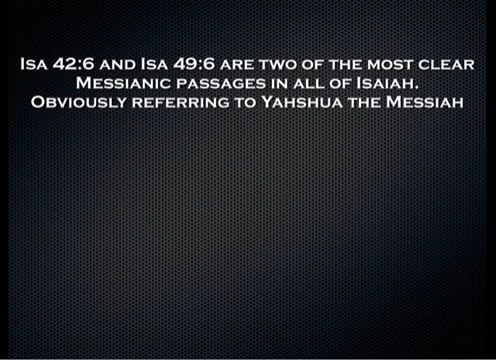 Isa 42:6 and Isa 49:6 are two of the most clear
Messianic passages in all of Isaiah.
Obviously referring to Yahshua the Messiah